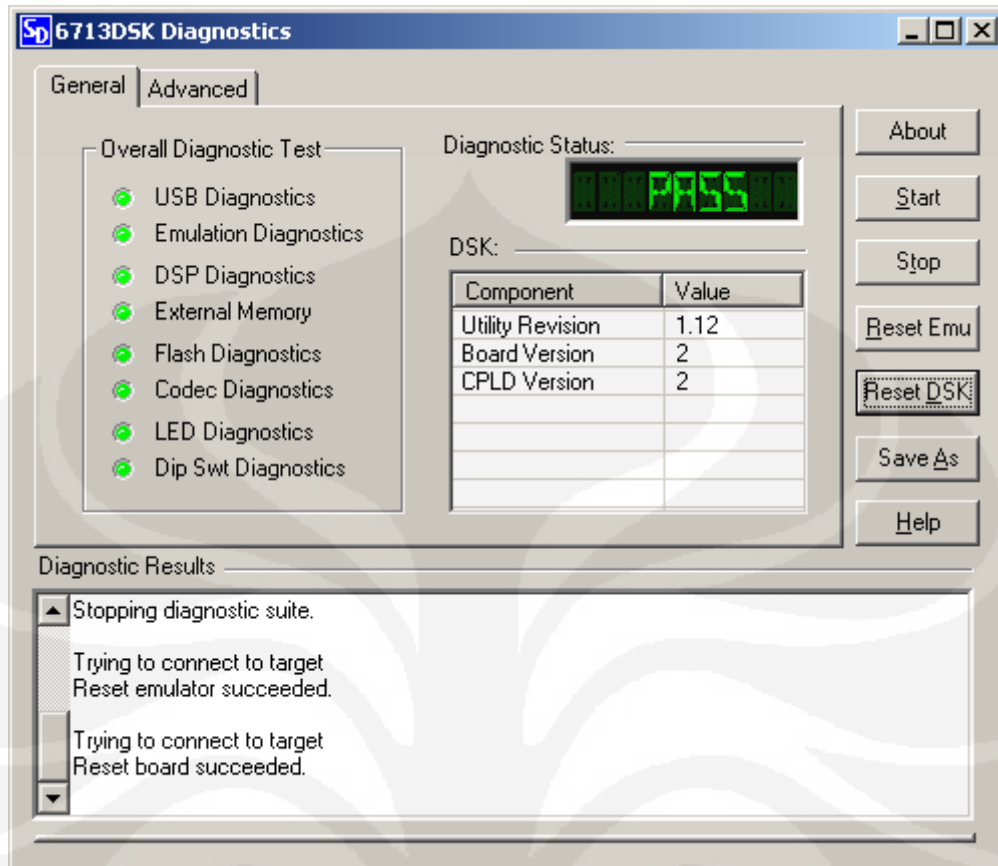 SD 6713DSK Diagnostics
General Advanced
Overall Diagnostic Test
USB Diagnostics
Emulation Diagnostics
DSP Diagnostics
External Memory
Flash Diagnostics
Codec Diagnostics
LED Diagnostics
Dip Swt Diagnostics
Diagnostic Status:
PASS
DSK:
Component Value
Utility Revision 1.12
Board Version 2
CPLD Version 2
About
Start
Stop
Reset Emu
Reset DSK
Save As
Help
Diagnostic Results
Stopping diagnostic suite.
Trying to connect to target
Reset emulator succeeded.
Trying to connect to target
Reset board succeeded.